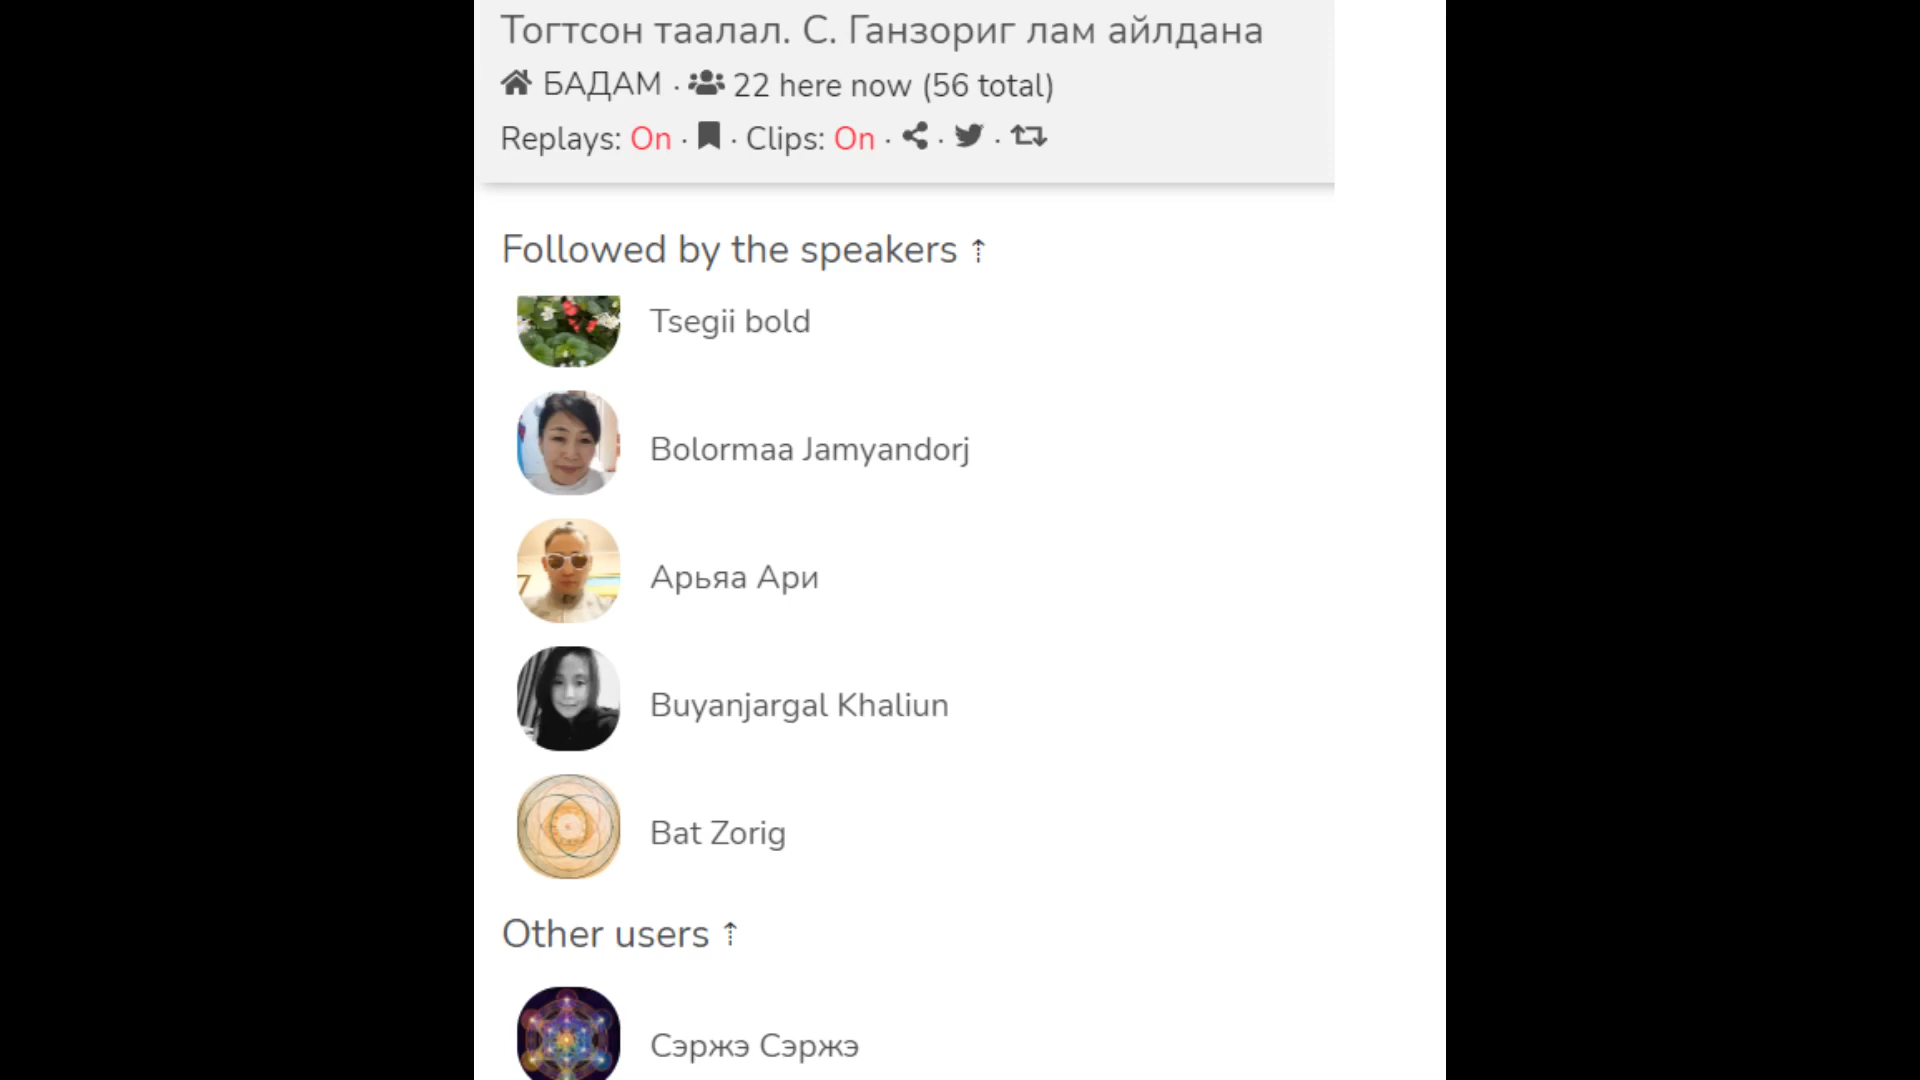 Тогтсон таалал. С. Ганзориг лам айлдана
БАДАМ · 22 here now (56 total)
Replays: On · · Clips: On · · ·
Followed by the speakers ⇡
Tsegii bold
Bolormaa Jamyandorj
Арьяа Ари
Buyanjargal Khaliun
Bat Zorig
Other users ⇡
Сэржэ Сэржэ